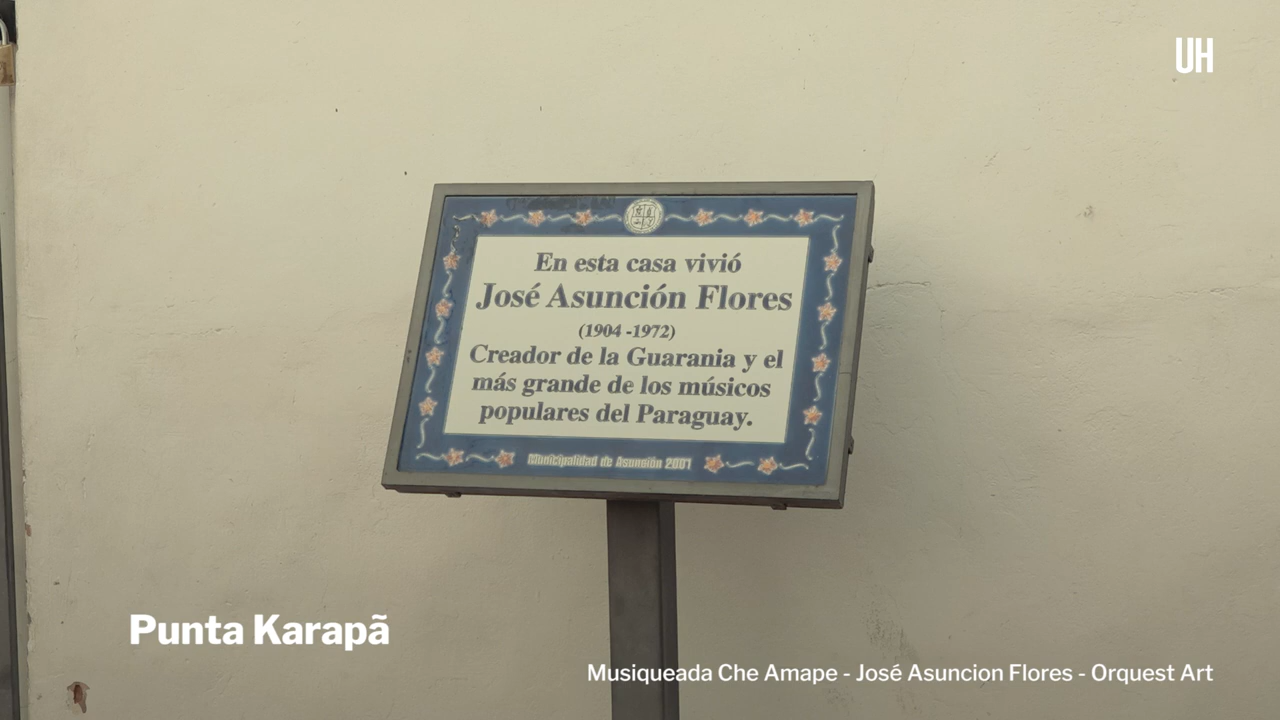 UH
En esta casa vivió
José Asunción Flores
(1904 -1972)
Creador de la Guarania y el
más grande de los músicos
populares del Paraguay.
Municipalidad de Asunción 2001
Punta Karapã
Musiqueada Che Amape - José Asuncion Flores - Orquest Art